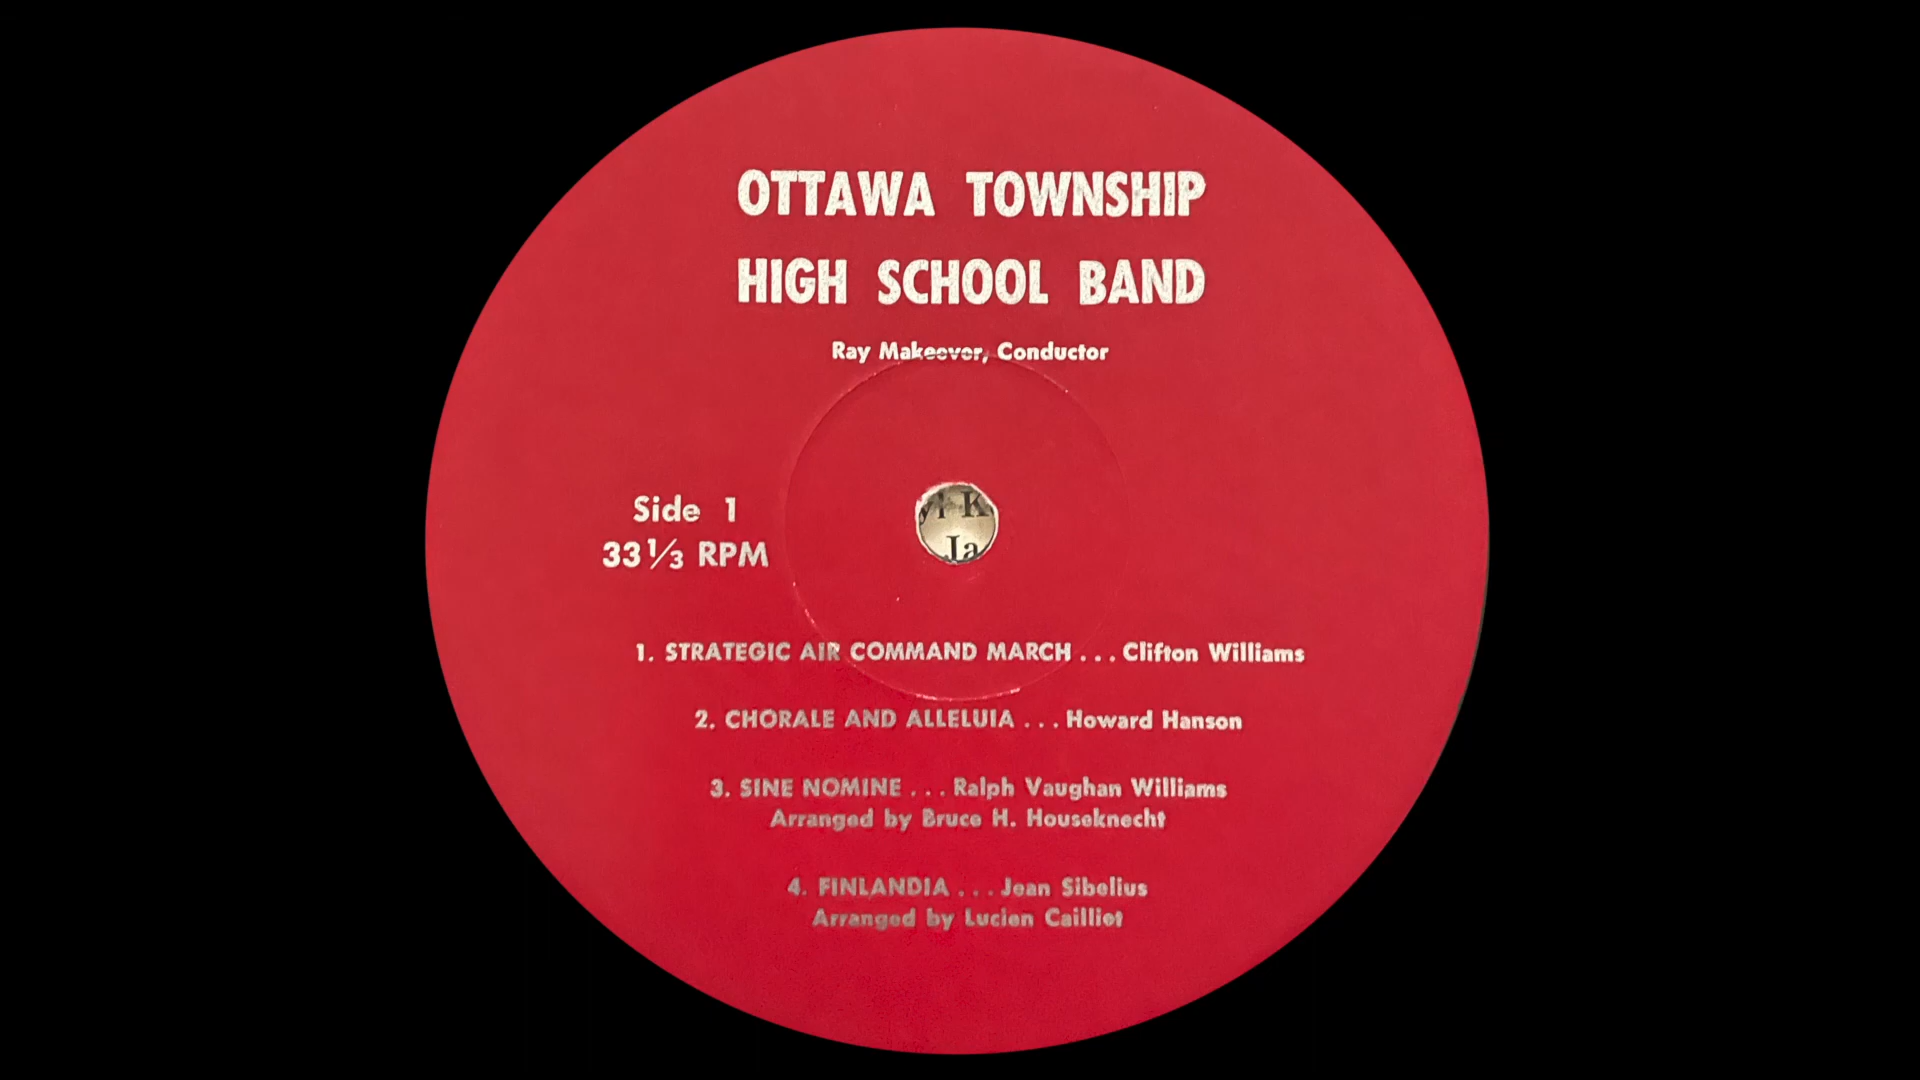 OTTAWA TOWNSHIP
HIGH SCHOOL BAND
Ray Makeever, Conductor
Side 1
33 1/3 RPM
1. STRATEGIC AIR COMMAND MARCH . . . Clifton Williams
2. CHORALE AND ALLELUIA . . . Howard Hanson
3. SINE NOMINE . . . Ralph Vaughan Williams
Arranged by Bruce H. Houseknecht
4. FINLANDIA . . . Jean Sibelius
Arranged by Lucien Cailliet